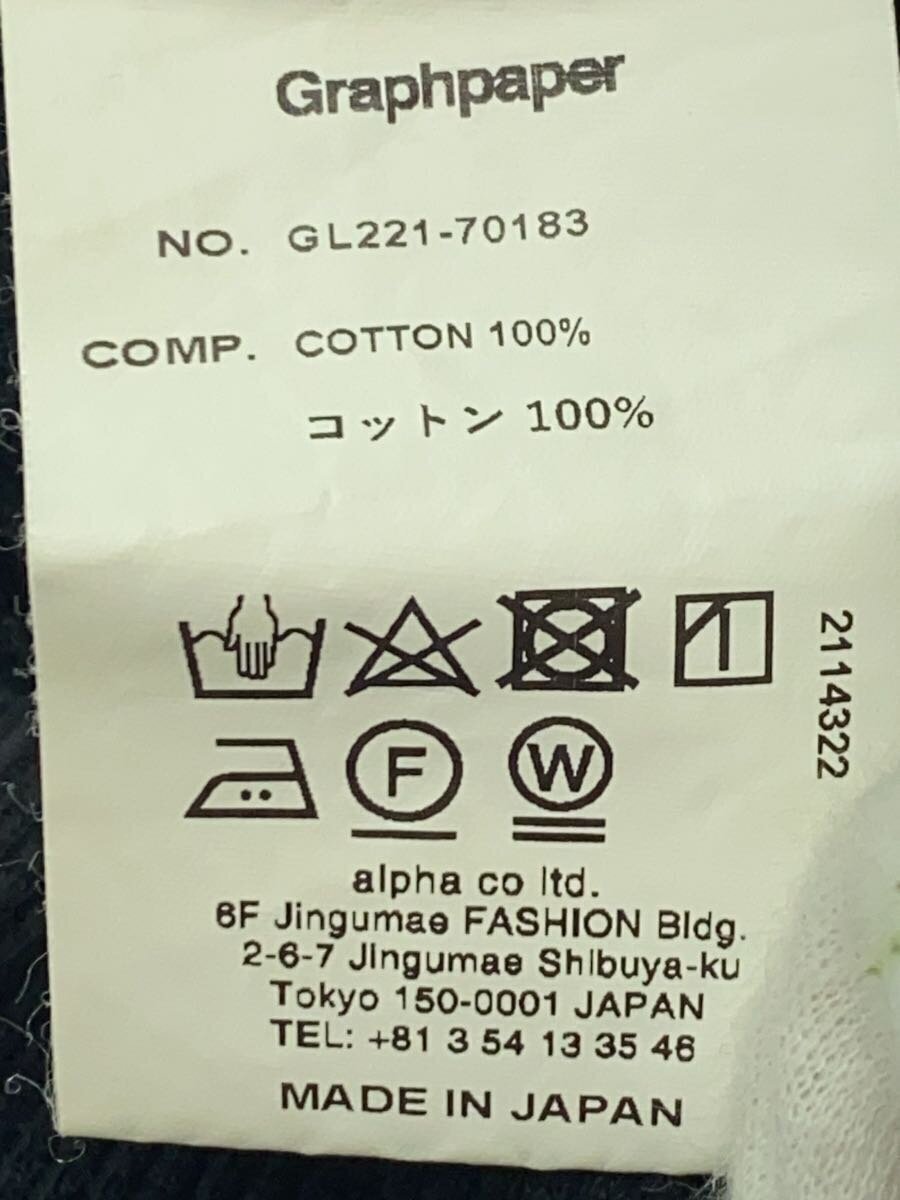 Graphpaper
NO. GL221-70183
COMP. COTTON 100%
コットン 100%
2114322
F W
alpha co ltd.
6F Jingumae FASHION Bldg.
2-6-7 Jingumae Shibuya-ku
Tokyo 150-0001 JAPAN
TEL: +81 3 54 13 35 46
MADE IN JAPAN